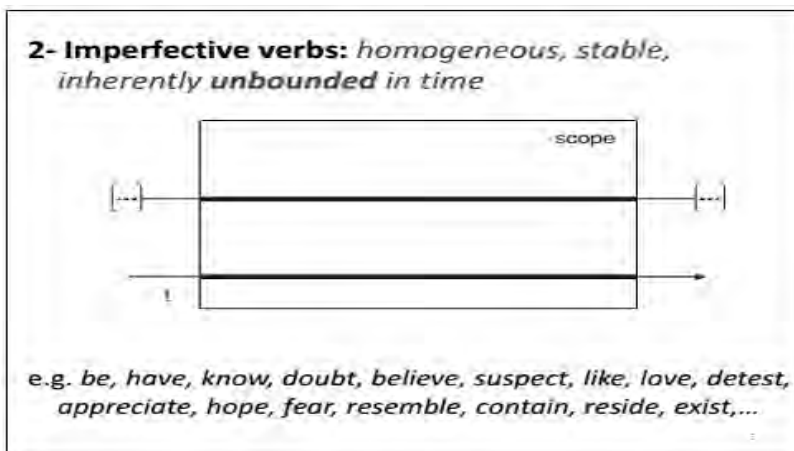 2- Imperfective verbs: homogeneous, stable,
inherently unbounded in time
scope
[---] [---]
t
e.g. be, have, know, doubt, believe, suspect, like, love, detest,
appreciate, hope, fear, resemble, contain, reside, exist,...